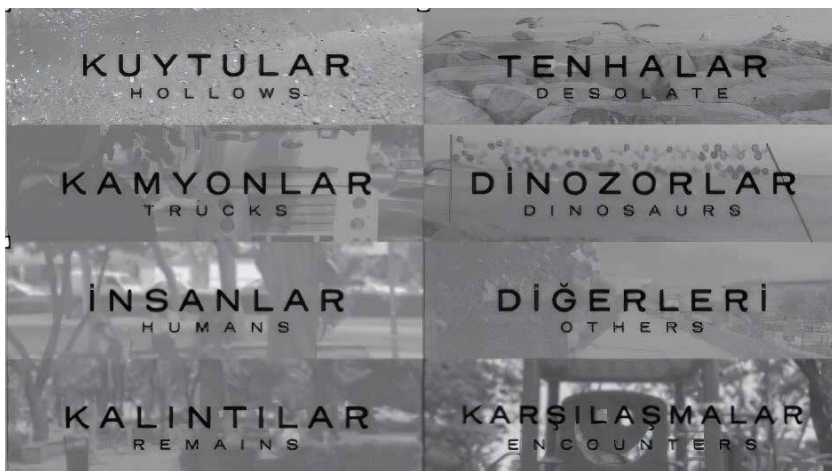 KUYTULAR
HOLLOWS
TENHALAR
DESOLATE
KAMYONLAR
TRUCKS
DİNOZORLAR
DINOSAURS
İNSANLAR
HUMANS
DİĞERLERİ
OTHERS
KALINTILAR
REMAINS
KARŞILAŞMALAR
ENCOUNTERS